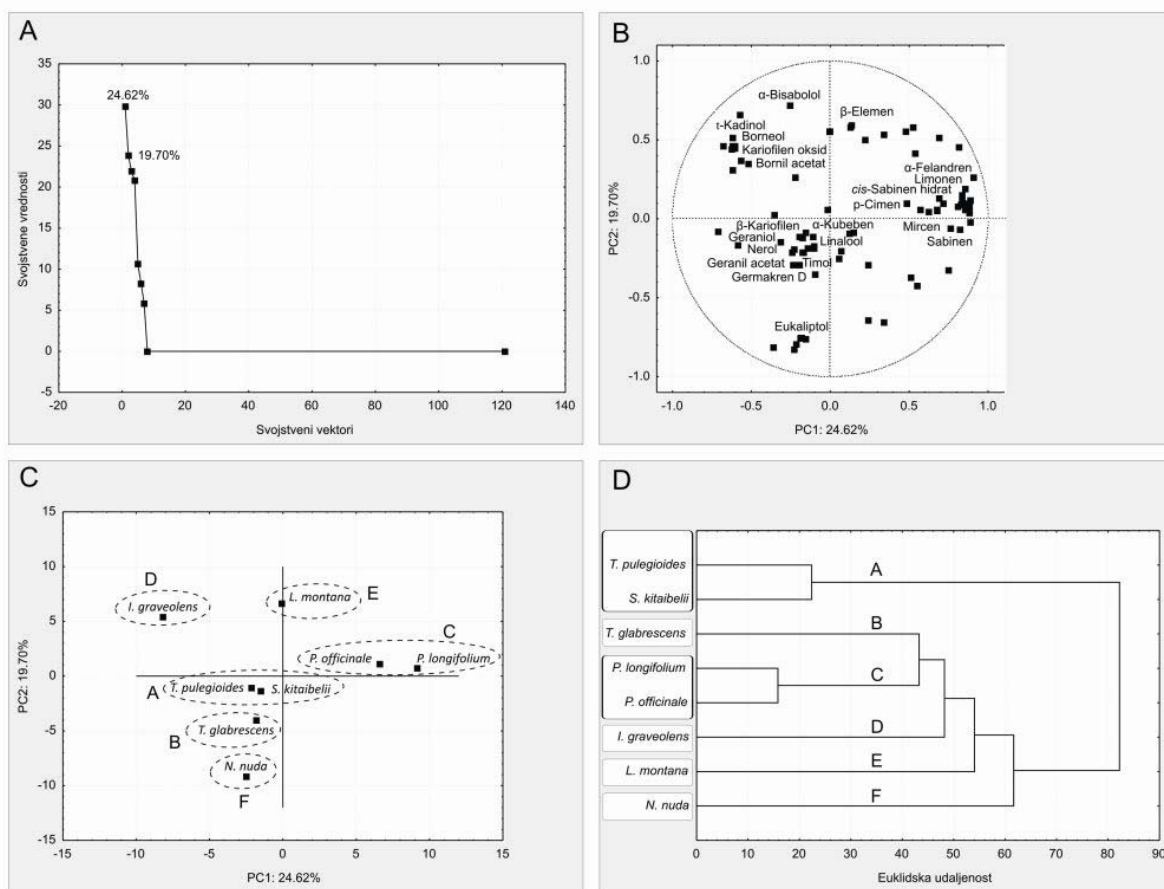 A
Svojstvene vrednosti
35
30
25
20
15
10
5
0
-5
24.62%
19.70%
-20 0 20 40 60 80 100 120 140
Svojstveni vektori
B
PC2: 19.70%
1.0
0.5
0.0
-0.5
-1.0
α-Bisabolol
β-Elemen
τ-Kadinol
Borneol
Kariofilen oksid
Bornil acetat
α-Felandren
Limonen
cis-Sabinen hidrat
p-Cimen
β-Kariofilen
α-Kubeben
Mircen
Geraniol
Linalool
Sabinen
Nerol
Geranil acetat
Timol
Germakren D
Eukaliptol
-1.0 -0.5 0.0 0.5 1.0
PC1: 24.62%
C
PC2: 19.70%
15
10
5
0
-5
-10
-15
D
I. graveolens
L. montana
E
C
P. officinale
P. longifolium
A
T. pulegioides
S. kitaibelii
T. glabrescens
B
N. nuda
F
-15 -10 -5 0 5 10 15
PC1: 24.62%
D
T. pulegioides
A
S. kitaibelii
T. glabrescens
B
P. longifolium
C
P. officinale
I. graveolens
D
L. montana
E
N. nuda
F
0 10 20 30 40 50 60 70 80 90
Euklidska udaljenost